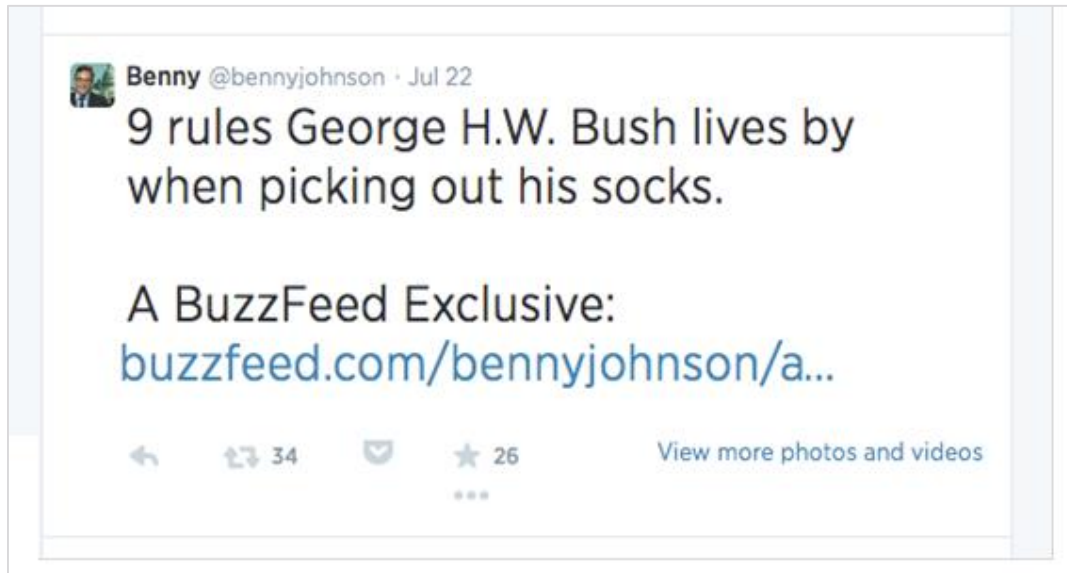 Benny @bennyjohnson · Jul 22
9 rules George H.W. Bush lives by
when picking out his socks.
A BuzzFeed Exclusive:
buzzfeed.com/bennyjohnson/a...
34 26 View more photos and videos